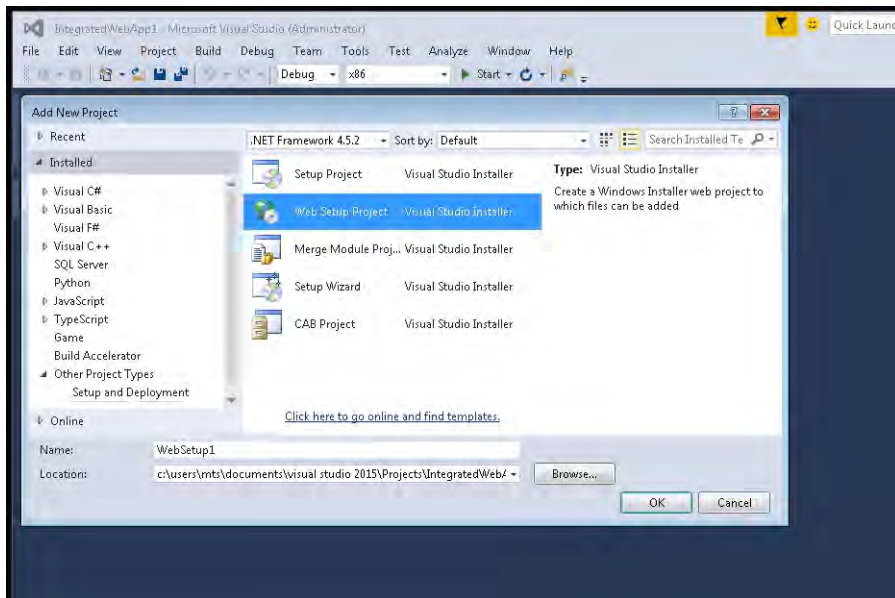 IntegratedWebApp1 - Microsoft Visual Studio (Administrator)
Quick Launc
File Edit View Project Build Debug Team Tools Test Analyze Window Help
Debug x86 Start
Add New Project
Recent
.NET Framework 4.5.2 Sort by: Default Search Installed Te
Installed
Visual C#
Visual Basic
Visual F#
Visual C++
SQL Server
Python
JavaScript
TypeScript
Game
Build Accelerator
Other Project Types
Setup and Deployment
Online
Setup Project Visual Studio Installer
Web Setup Project Visual Studio Installer
Merge Module Proj... Visual Studio Installer
Setup Wizard Visual Studio Installer
CAB Project Visual Studio Installer
Click here to go online and find templates.
Type: Visual Studio Installer
Create a Windows Installer web project to
which files can be added
Name: WebSetup1
Location: c:\users\mts\documents\visual studio 2015\Projects\IntegratedWeb Browse...
OK Cancel